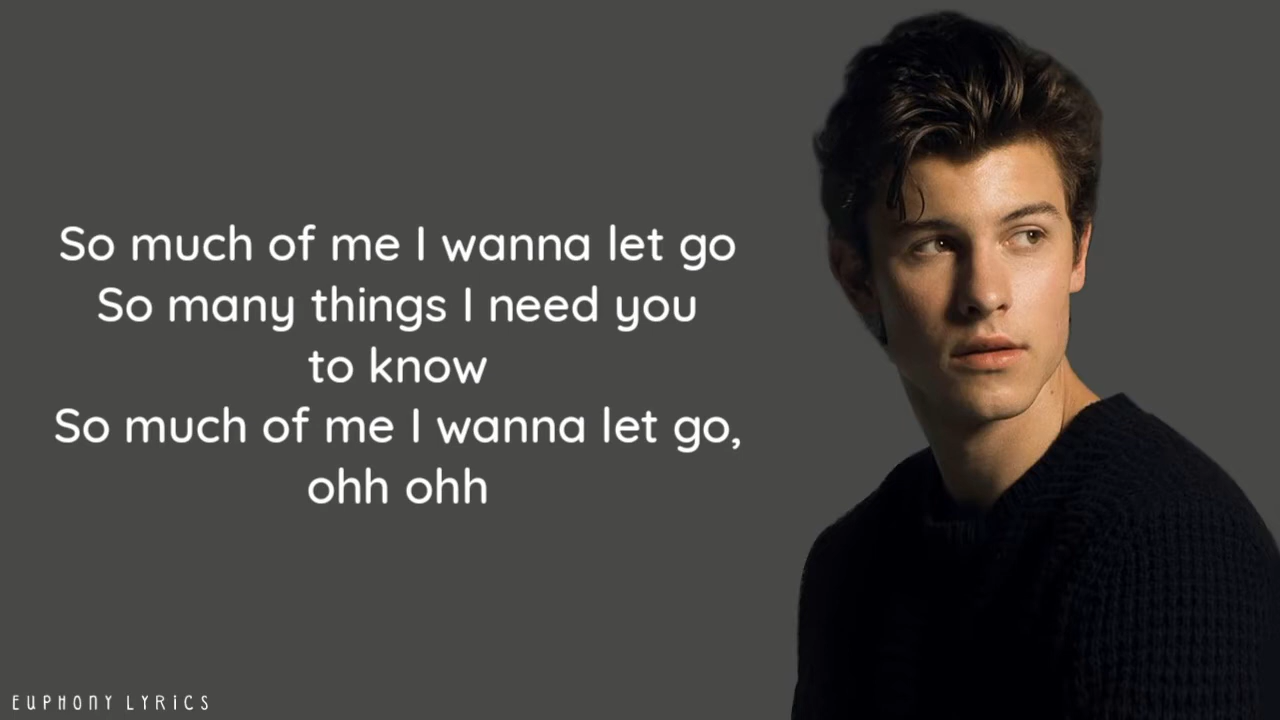 So much of me I wanna let go
So many things I need you
to know
So much of me I wanna let go,
ohh ohh
EUPHONY LYRICS